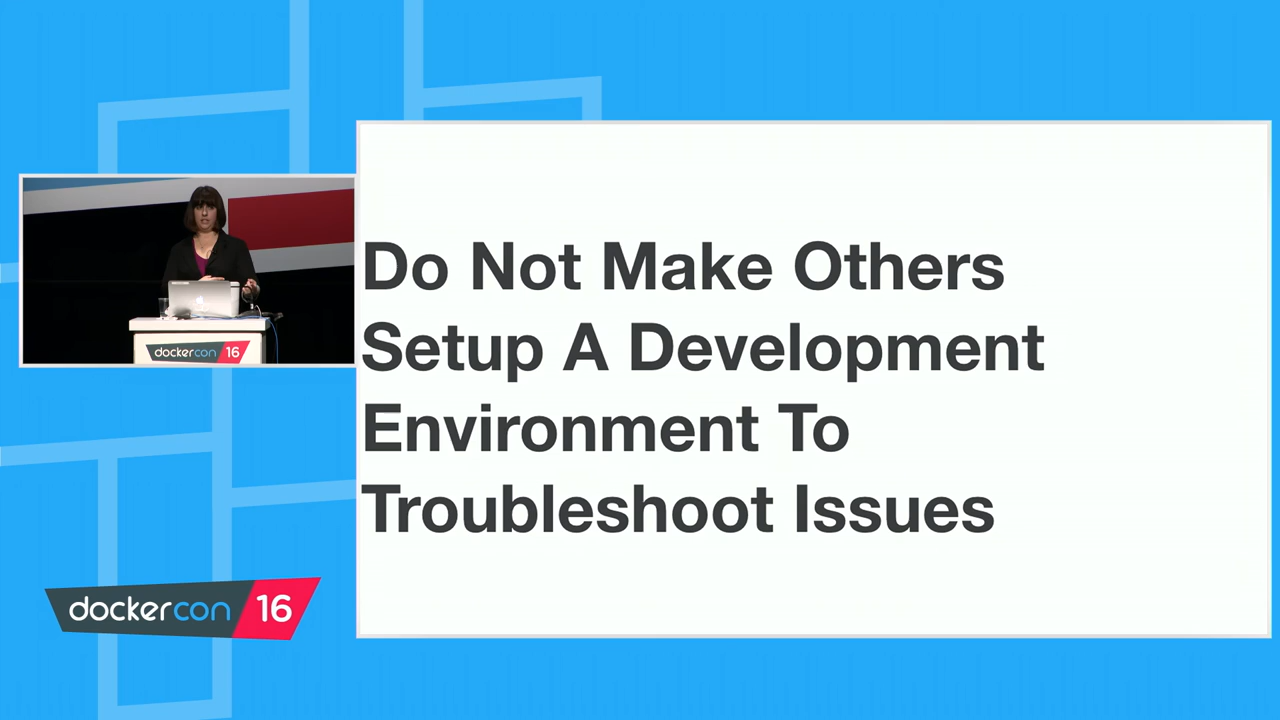 Do Not Make Others
Setup A Development
Environment To
Troubleshoot Issues
dockercon 16
dockercon 16